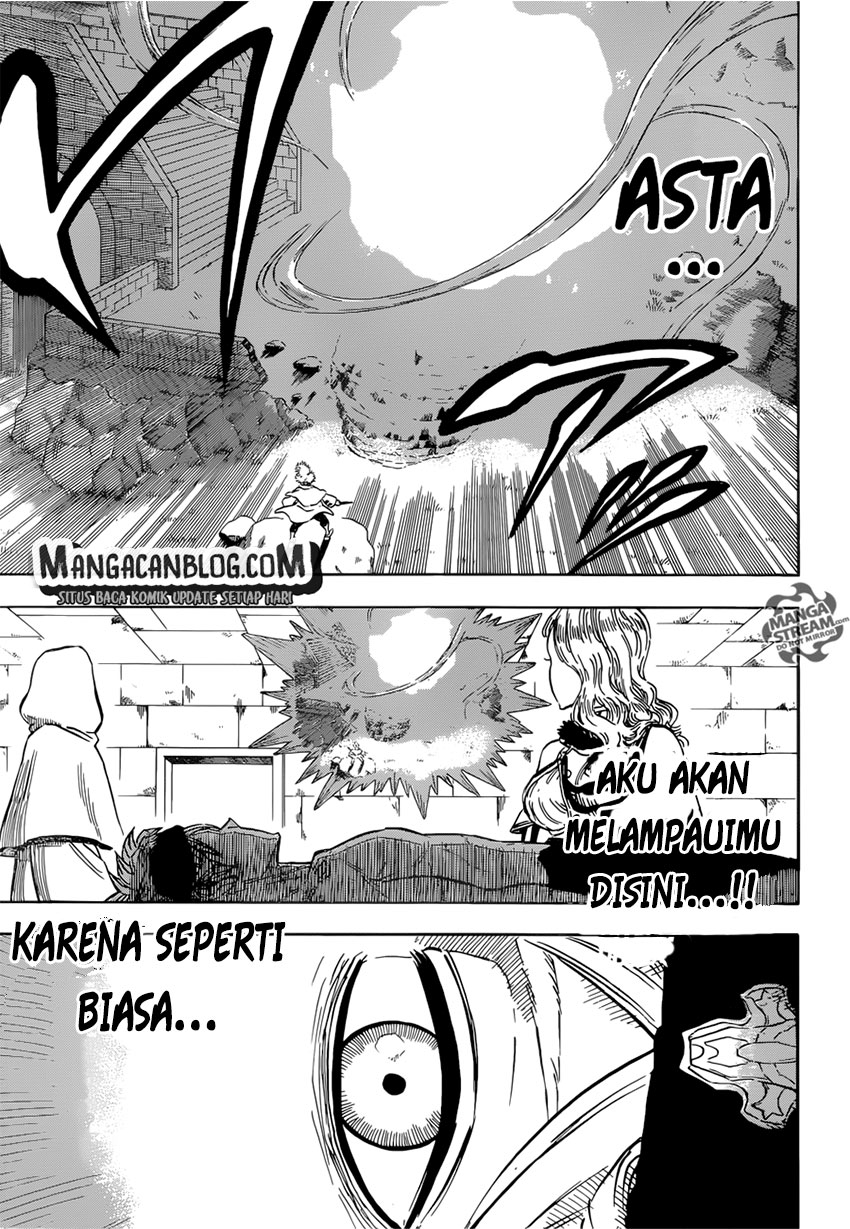 ASTA
...
MANGACANBLOG.COM
SITUS BACA KOMIK UPDATE SETIAP HARI
MANGA
STREAM.com
DO NOT MIRROR
AKU AKAN
MELAMPAUIMU
DISINI...!!
KARENA SEPERTI
BIASA...